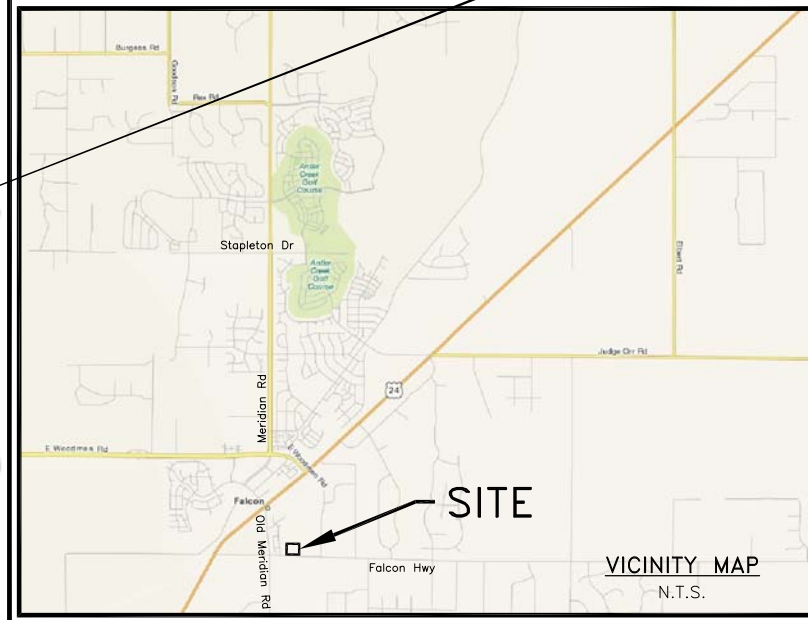 Burgess Rd
Goodson Rd
Rex Rd
Antler
Creek
Golf
Course
Stapleton Dr
Antler
Creek
Golf
Course
Elbert Rd
Judge Orr Rd
24
Meridian Rd
E Woodmen Rd
E Woodmen Rd
Falcon
SITE
Old Meridian Rd
Falcon Hwy
VICINITY MAP
N.T.S.